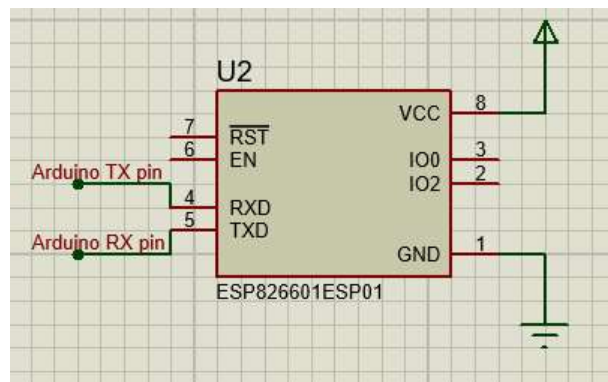 U2
VCC 8
7 RST
6 EN
IO0 3
Arduino TX pin
IO2 2
4 RXD
5 TXD
Arduino RX pin
GND 1
ESP826601ESP01